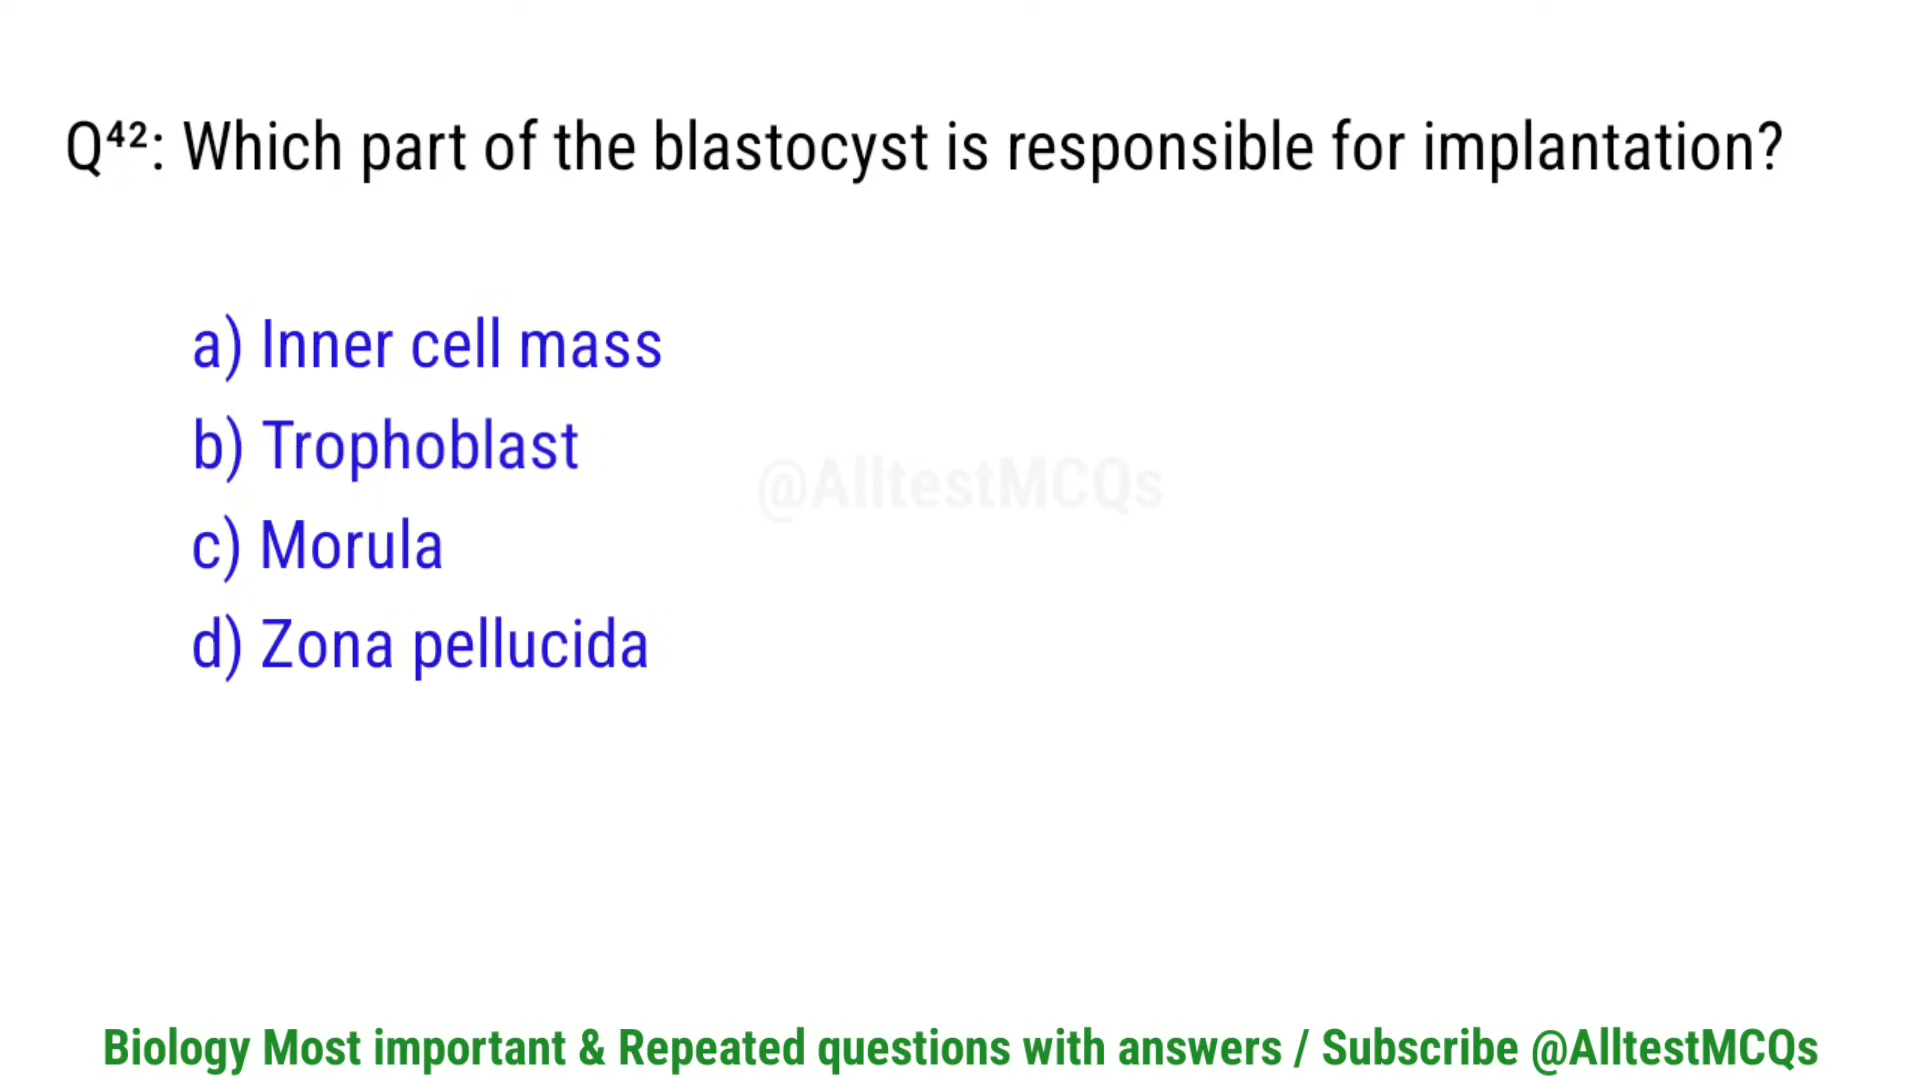 Q⁴²: Which part of the blastocyst is responsible for implantation?
a) Inner cell mass
b) Trophoblast
@AlltestMCQs
c) Morula
d) Zona pellucida
Biology Most important & Repeated questions with answers / Subscribe @AlltestMCQs